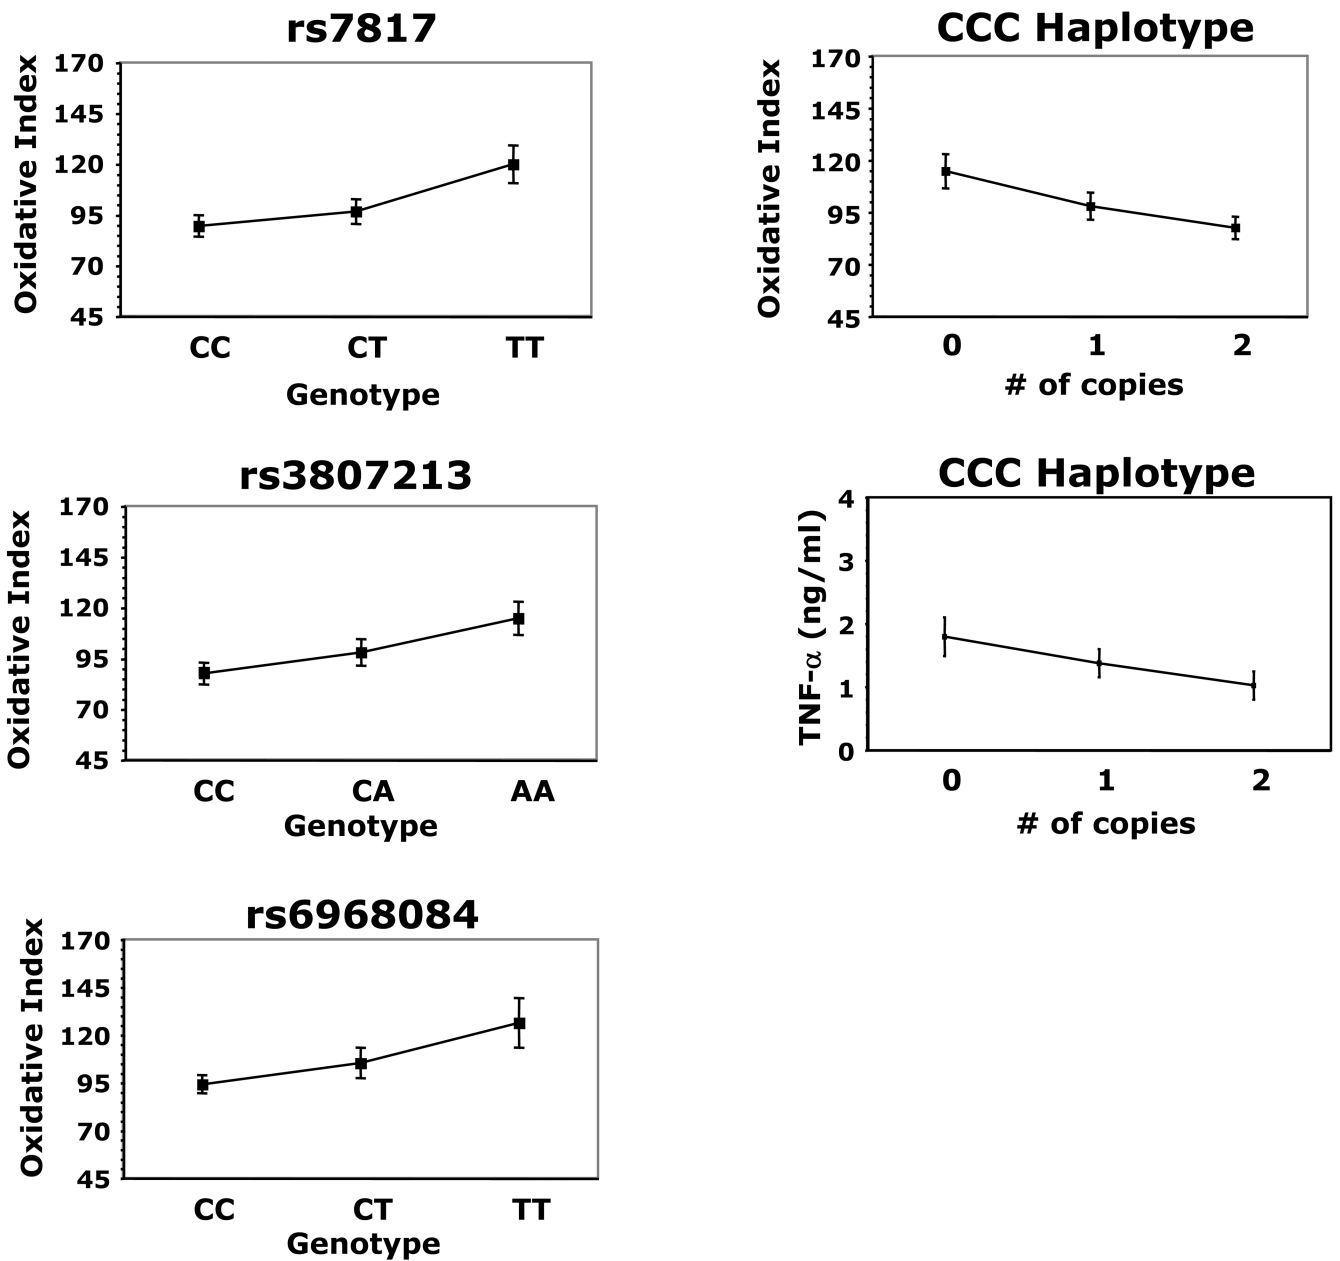 rs7817
Oxidative Index
170
145
120
95
70
45
CC CT TT
Genotype
CCC Haplotype
Oxidative Index
170
145
120
95
70
45
0 1 2
# of copies
rs3807213
Oxidative Index
170
145
120
95
70
45
CC CA AA
Genotype
CCC Haplotype
TNF-α (ng/ml)
4
3
2
1
0
0 1 2
# of copies
rs6968084
Oxidative Index
170
145
120
95
70
45
CC CT TT
Genotype